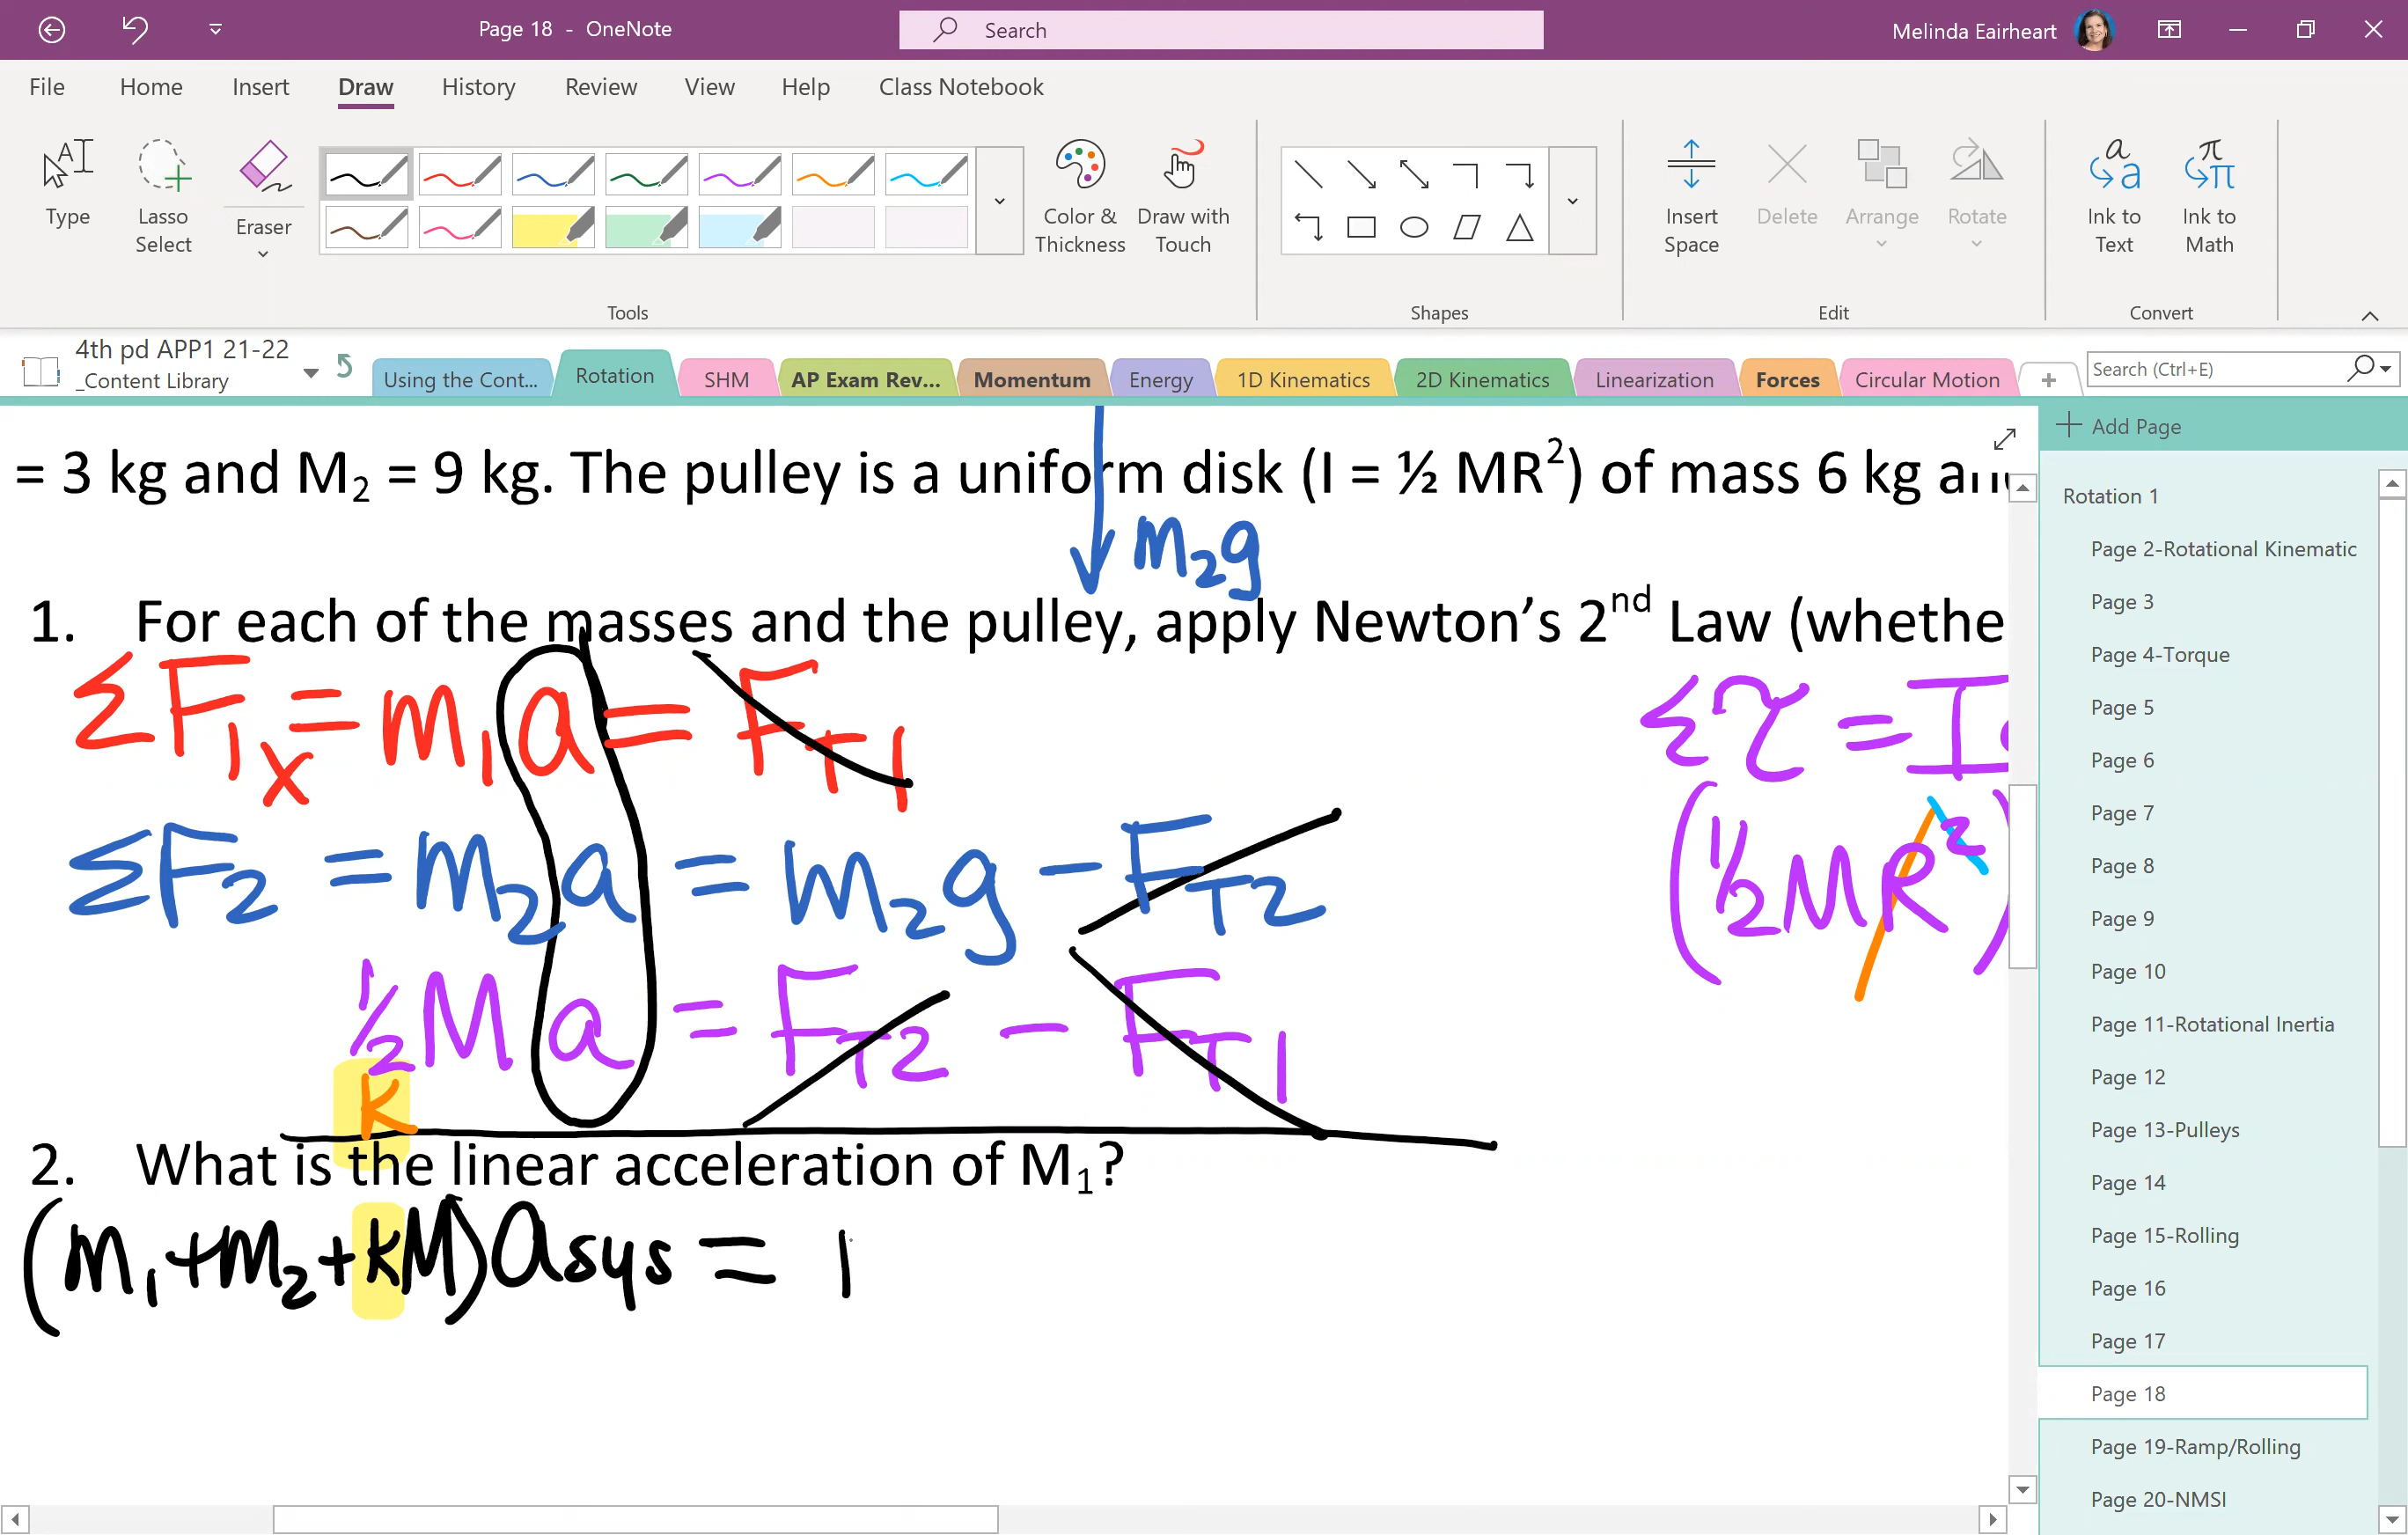 Page 18 - OneNote
Search
Melinda Eairheart
File Home Insert Draw History Review View Help Class Notebook
Type
Lasso Select
Eraser
Color & Thickness
Draw with Touch
Insert Space
Delete
Arrange
Rotate
Ink to Text
Ink to Math
Tools
Shapes
Edit
Convert
4th pd APP1 21-22
_Content Library
Using the Cont... Rotation SHM AP Exam Rev... Momentum Energy 1D Kinematics 2D Kinematics Linearization Forces Circular Motion
Search (Ctrl+E)
Add Page
Rotation 1
Page 2-Rotational Kinematic
Page 3
Page 4-Torque
Page 5
Page 6
Page 7
Page 8
Page 9
Page 10
Page 11-Rotational Inertia
Page 12
Page 13-Pulleys
Page 14
Page 15-Rolling
Page 16
Page 17
Page 18
Page 19-Ramp/Rolling
Page 20-NMSI
= 3 kg and M₂ = 9 kg. The pulley is a uniform disk (I = ½ MR²) of mass 6 kg
m₂g
1. For each of the masses and the pulley, apply Newton's 2nd Law (whethe
ΣF₁ₓ = m₁a = F_T1
Στ = I
ΣF₂ = m₂a = m₂g − F_T2
(½MR²)
½Ma = F_T2 − F_T1
K
2. What is the linear acceleration of M₁?
(m₁+m₂+kM)asys =